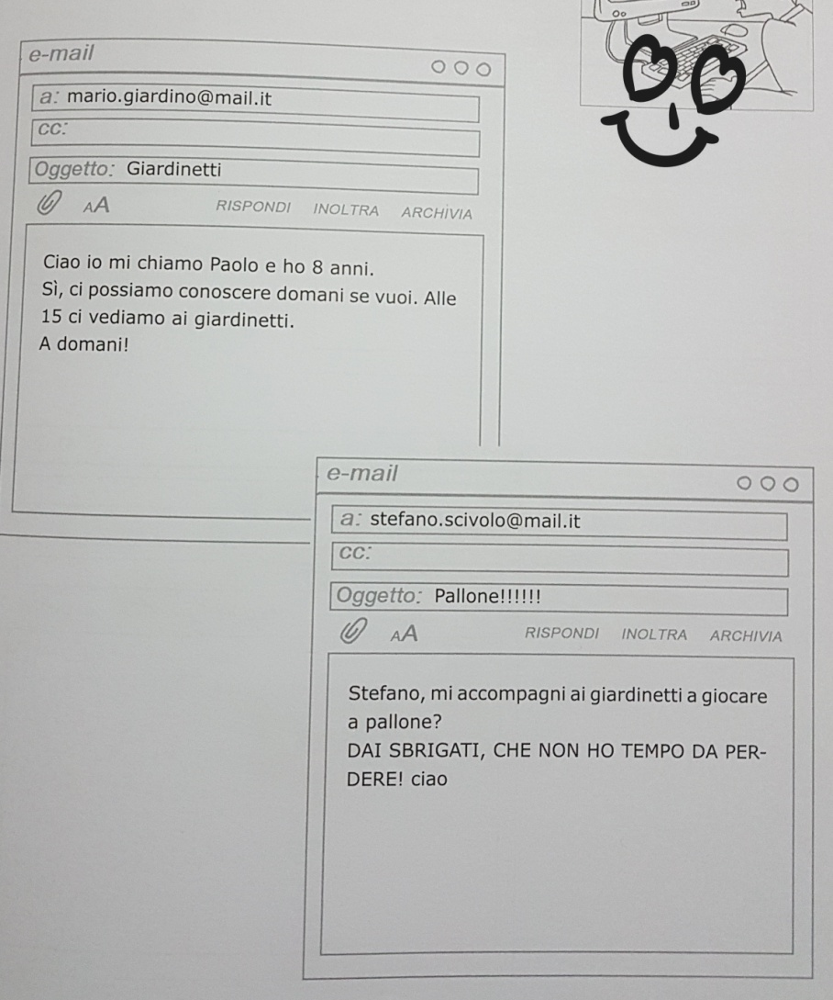 e-mail
a: mario.giardino@mail.it
cc:
Oggetto: Giardinetti
AA RISPONDI INOLTRA ARCHIVIA
Ciao io mi chiamo Paolo e ho 8 anni.
Sì, ci possiamo conoscere domani se vuoi. Alle
15 ci vediamo ai giardinetti.
A domani!
e-mail
a: stefano.scivolo@mail.it
cc:
Oggetto: Pallone!!!!!!
AA RISPONDI INOLTRA ARCHIVIA
Stefano, mi accompagni ai giardinetti a giocare
a pallone?
DAI SBRIGATI, CHE NON HO TEMPO DA PER-
DERE! ciao